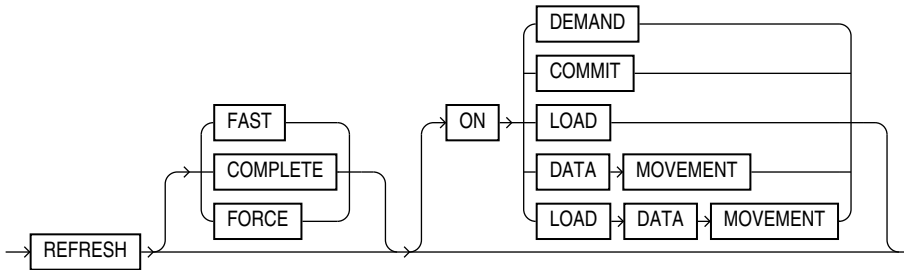 DEMAND
COMMIT
ON LOAD
FAST
DATA MOVEMENT
COMPLETE
LOAD DATA MOVEMENT
FORCE
REFRESH